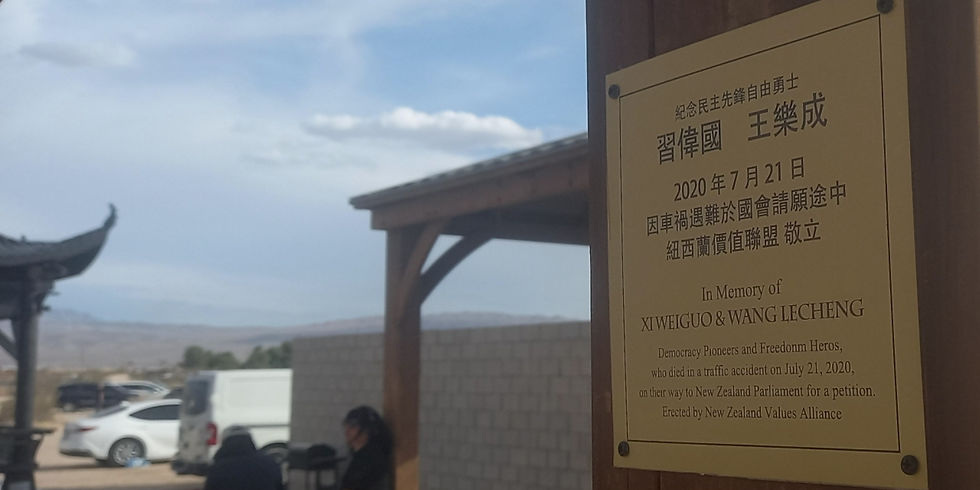 紀念民主先鋒自由勇士
習偉國 王樂成
2020 年 7 月 21 日
因車禍遇難於國會請願途中
紐西蘭價值聯盟 敬立
In Memory of
XI WEIGUO & WANG LECHENG
Democracy Pioneers and Freedonm Heros,
who died in a traffic accident on July 21, 2020,
on their way to New Zealand Parliament for a petition.
Erected by New Zealand Values Alliance